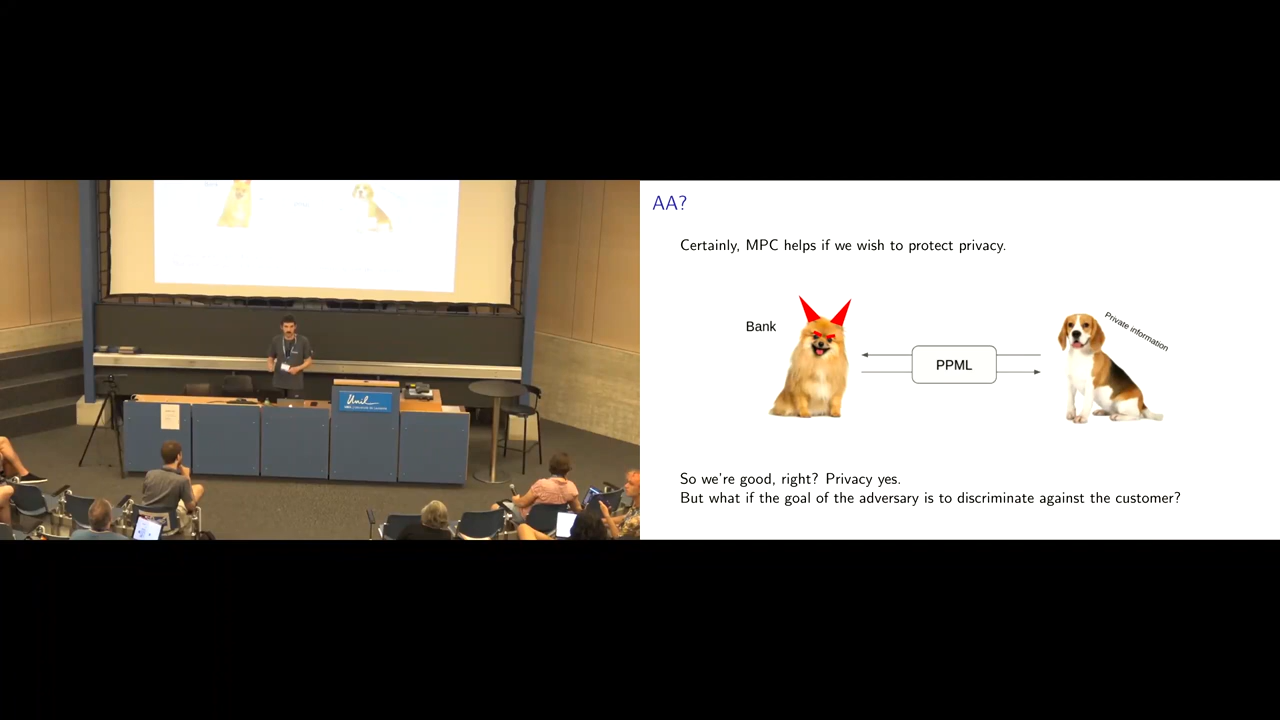 AA?
Certainly, MPC helps if we wish to protect privacy.
Bank
PPML
Private information
So we're good, right? Privacy yes.
But what if the goal of the adversary is to discriminate against the customer?
Unil